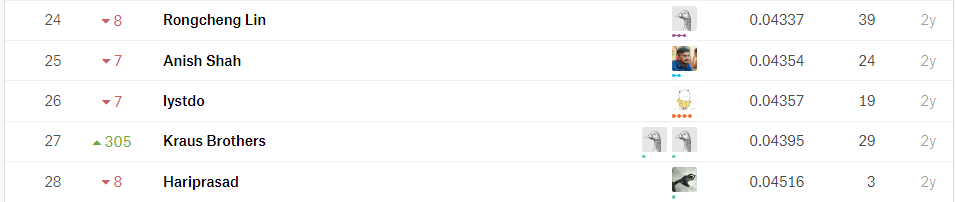 24 8 Rongcheng Lin 0.04337 39 2y
25 7 Anish Shah 0.04354 24 2y
26 7 lystdo 0.04357 19 2y
27 305 Kraus Brothers 0.04395 29 2y
28 8 Hariprasad 0.04516 3 2y